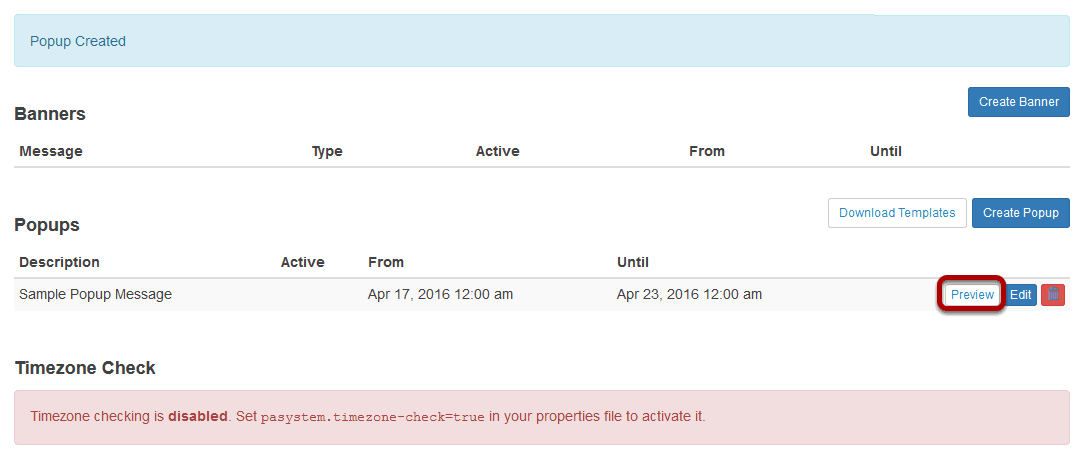 Popup Created
Create Banner
Banners
Message Type Active From Until
Download Templates Create Popup
Popups
Description Active From Until
Sample Popup Message Apr 17, 2016 12:00 am Apr 23, 2016 12:00 am Preview Edit
Timezone Check
Timezone checking is disabled. Set pasystem.timezone-check=true in your properties file to activate it.